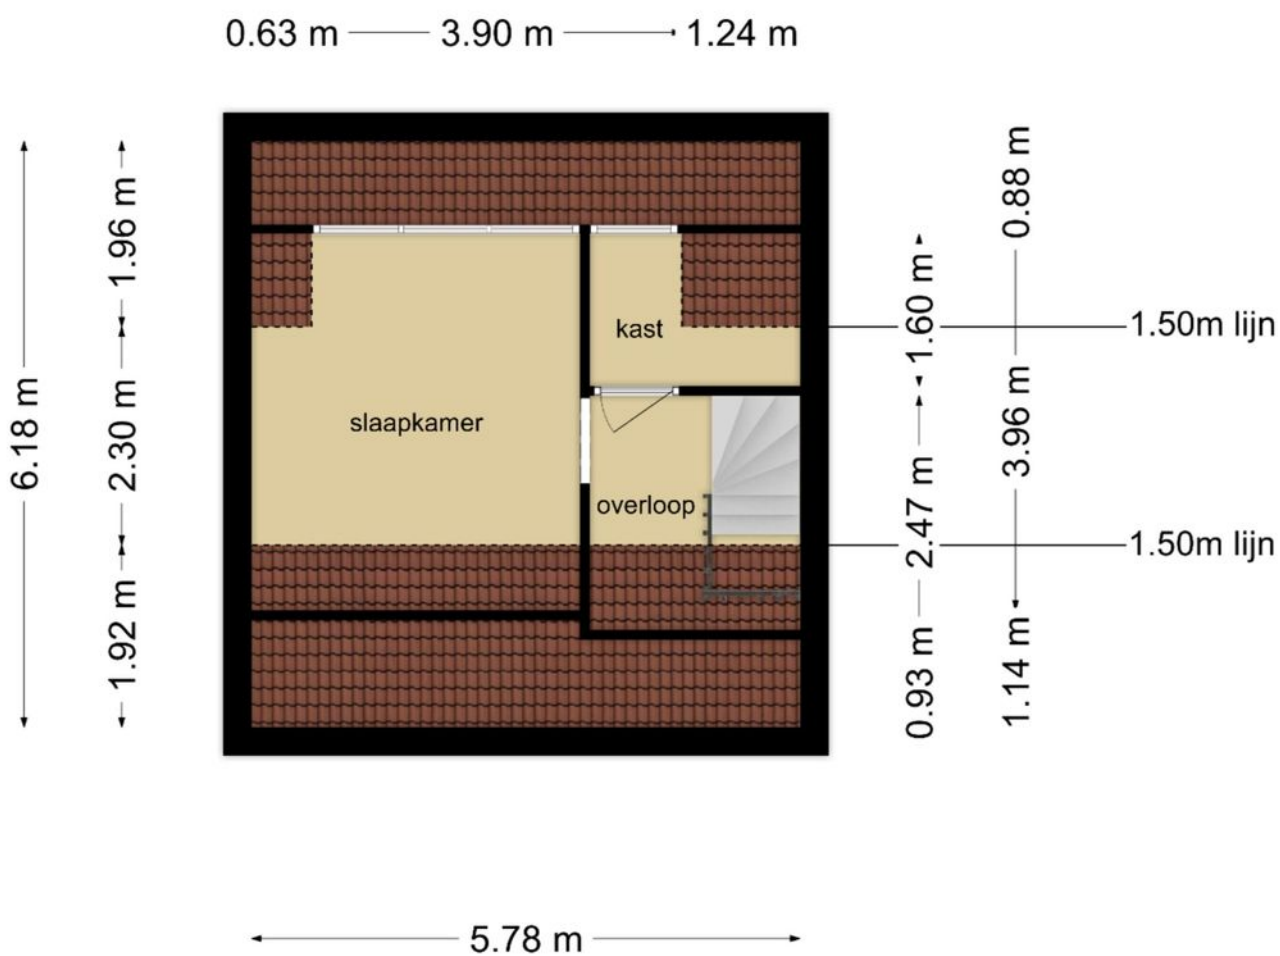 0.63 m 3.90 m 1.24 m
6.18 m
1.96 m
2.30 m
1.92 m
kast
slaapkamer
overloop
1.60 m
2.47 m
0.93 m
0.88 m
3.96 m
1.14 m
1.50m lijn
1.50m lijn
5.78 m